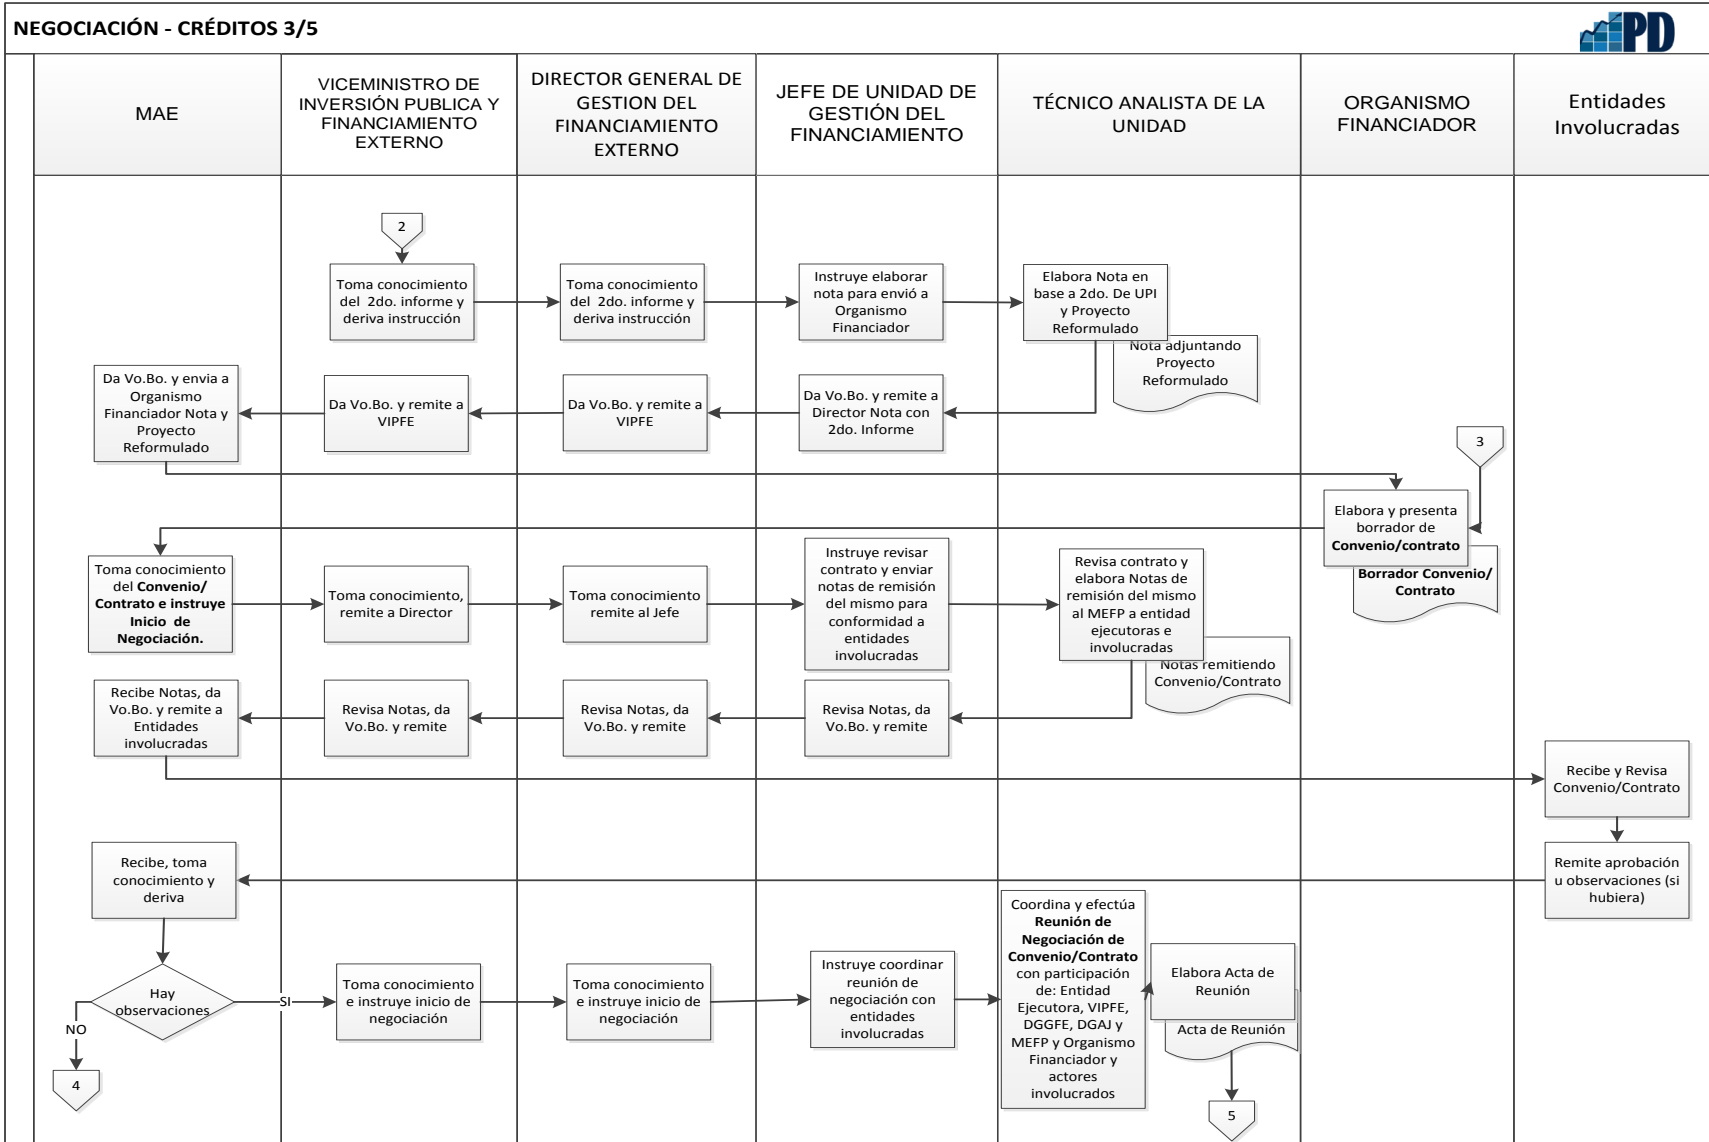 NEGOCIACIÓN - CRÉDITOS 3/5
PD
MAE
VICEMINISTRO DE
INVERSIÓN PUBLICA Y
FINANCIAMIENTO
EXTERNO
DIRECTOR GENERAL DE
GESTION DEL
FINANCIAMIENTO
EXTERNO
JEFE DE UNIDAD DE
GESTIÓN DEL
FINANCIAMIENTO
TÉCNICO ANALISTA DE LA
UNIDAD
ORGANISMO
FINANCIADOR
Entidades
Involucradas
2
Toma conocimiento
del 2do. informe y
deriva instrucción
Toma conocimiento
del 2do. informe y
deriva instrucción
Instruye elaborar
nota para envió a
Organismo
Financiador
Elabora Nota en
base a 2do. De UPI
y Proyecto
Reformulado
Nota adjuntando
Proyecto
Reformulado
Da Vo.Bo. y envia a
Organismo
Financiador Nota y
Proyecto
Reformulado
Da Vo.Bo. y remite a
VIPFE
Da Vo.Bo. y remite a
VIPFE
Da Vo.Bo. y remite a
Director Nota con
2do. Informe
3
Elabora y presenta
borrador de
Convenio/contrato
Borrador Convenio/
Contrato
Toma conocimiento
del Convenio/
Contrato e instruye
Inicio de
Negociación.
Toma conocimiento,
remite a Director
Toma conocimiento
remite al Jefe
Instruye revisar
contrato y enviar
notas de remisión
del mismo para
conformidad a
entidades
involucradas
Revisa contrato y
elabora Notas de
remisión del mismo
al MEFP a entidad
ejecutoras e
involucradas
Notas remitiendo
Convenio/Contrato
Recibe Notas, da
Vo.Bo. y remite a
Entidades
involucradas
Revisa Notas, da
Vo.Bo. y remite
Revisa Notas, da
Vo.Bo. y remite
Revisa Notas, da
Vo.Bo. y remite
Recibe y Revisa
Convenio/Contrato
Remite aprobación
u observaciones (si
hubiera)
Recibe, toma
conocimiento y
deriva
Hay
observaciones
SI
NO
4
Toma conocimiento
e instruye inicio de
negociación
Toma conocimiento
e instruye inicio de
negociación
Instruye coordinar
reunión de
negociación con
entidades
involucradas
Coordina y efectúa
Reunión de
Negociación de
Convenio/Contrato
con participación
de: Entidad
Ejecutora, VIPFE,
DGGFE, DGAJ y
MEFP y Organismo
Financiador y
actores
involucrados
Elabora Acta de
Reunión
Acta de Reunión
5